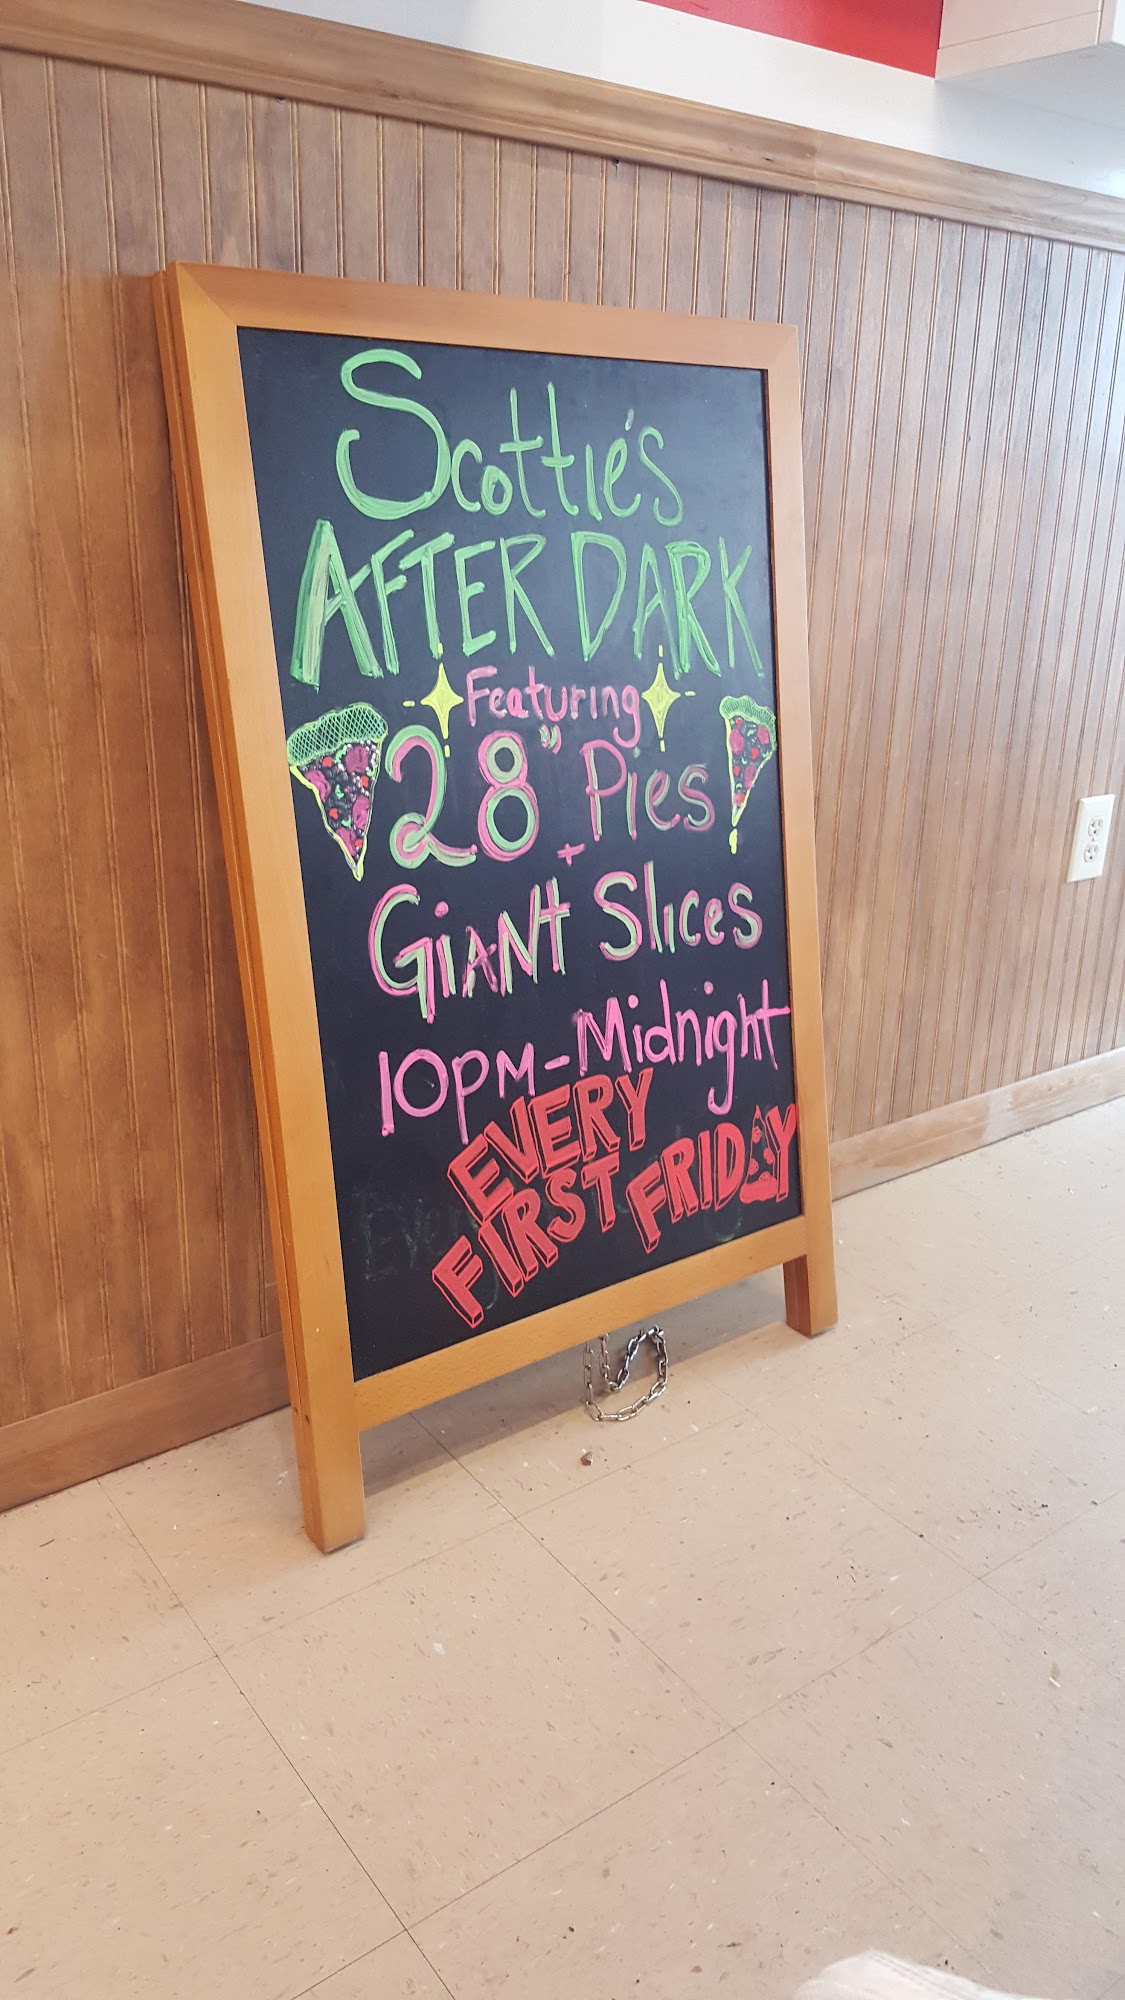 Scottie's
AFTER DARK
Featuring
28" Pies
+
GIANT Slices
10PM-Midnight
EVERY
FIRST FRIDAY